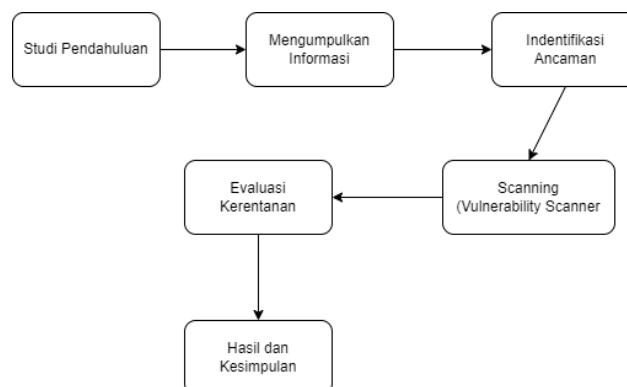 Studi Pendahuluan
Mengumpulkan
Informasi
Indentifikasi
Ancaman
Scanning
(Vulnerability Scanner
Evaluasi
Kerentanan
Hasil dan
Kesimpulan